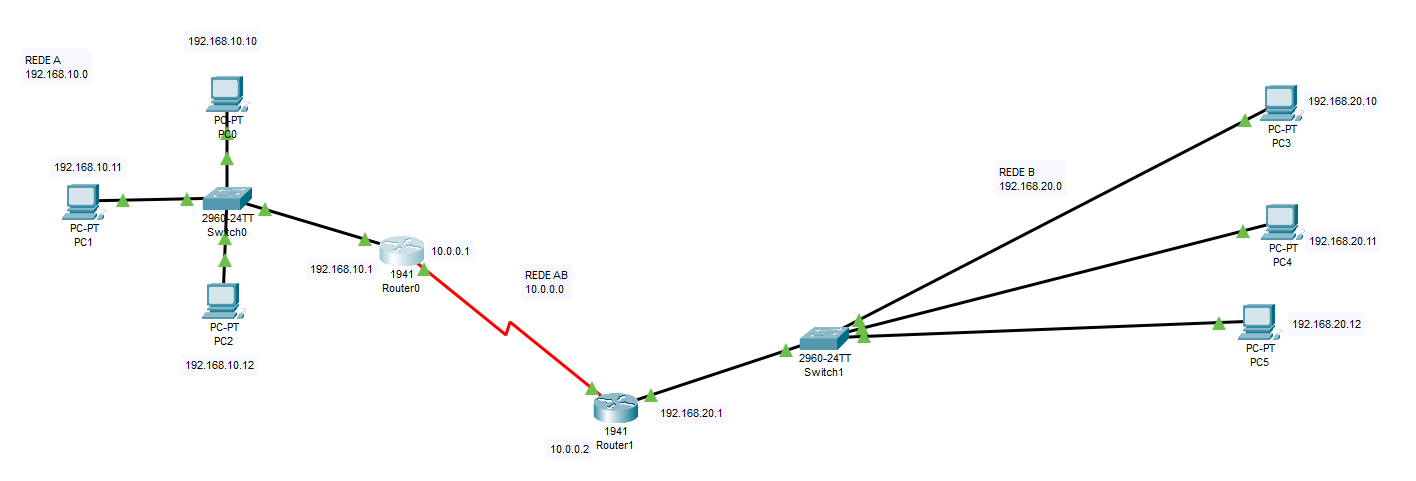 192.168.10.10
REDE A
192.168.10.0
PC-PT
PC0
192.168.10.11
PC-PT
PC1
2960-24TT
Switch0
PC-PT
PC2
192.168.10.12
192.168.10.1
10.0.0.1
1941
Router0
REDE AB
10.0.0.0
1941
Router1
10.0.0.2
192.168.20.1
2960-24TT
Switch1
REDE B
192.168.20.0
192.168.20.10
PC-PT
PC3
PC-PT
PC4
192.168.20.11
192.168.20.12
PC-PT
PC5